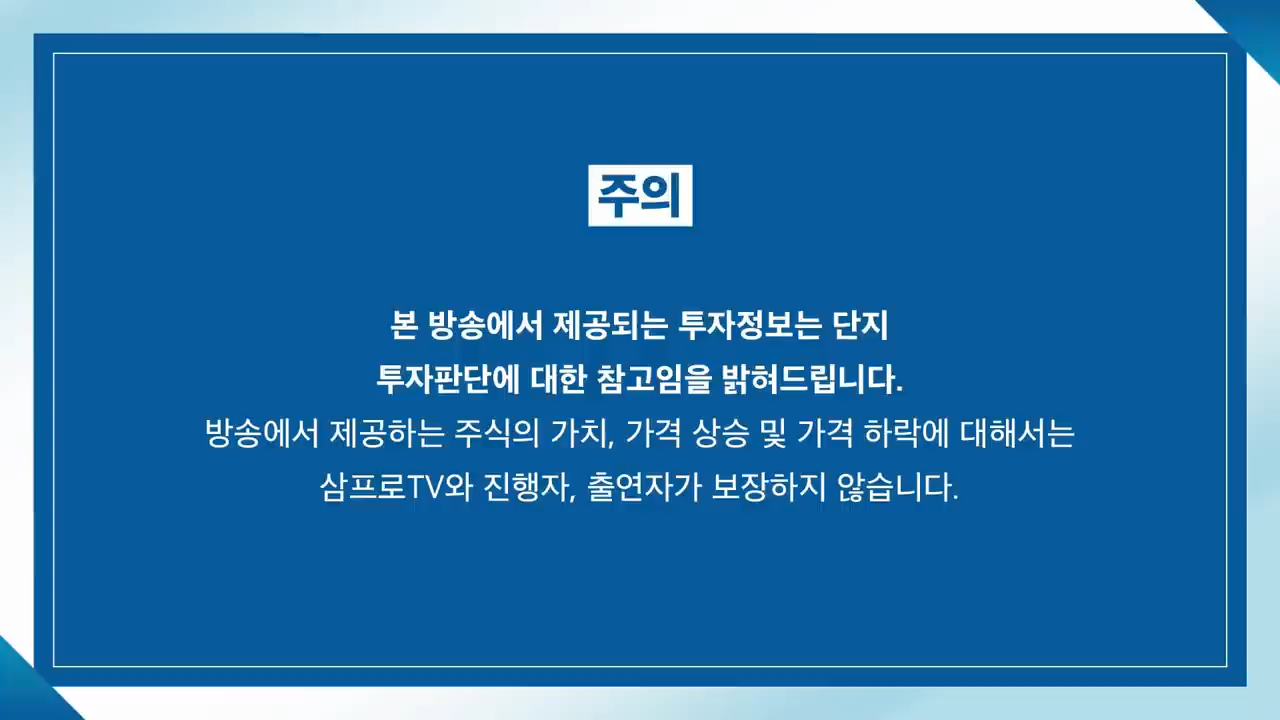 주의
본 방송에서 제공되는 투자정보는 단지
투자판단에 대한 참고임을 밝혀드립니다.
방송에서 제공하는 주식의 가치, 가격 상승 및 가격 하락에 대해서는
삼프로TV와 진행자, 출연자가 보장하지 않습니다.